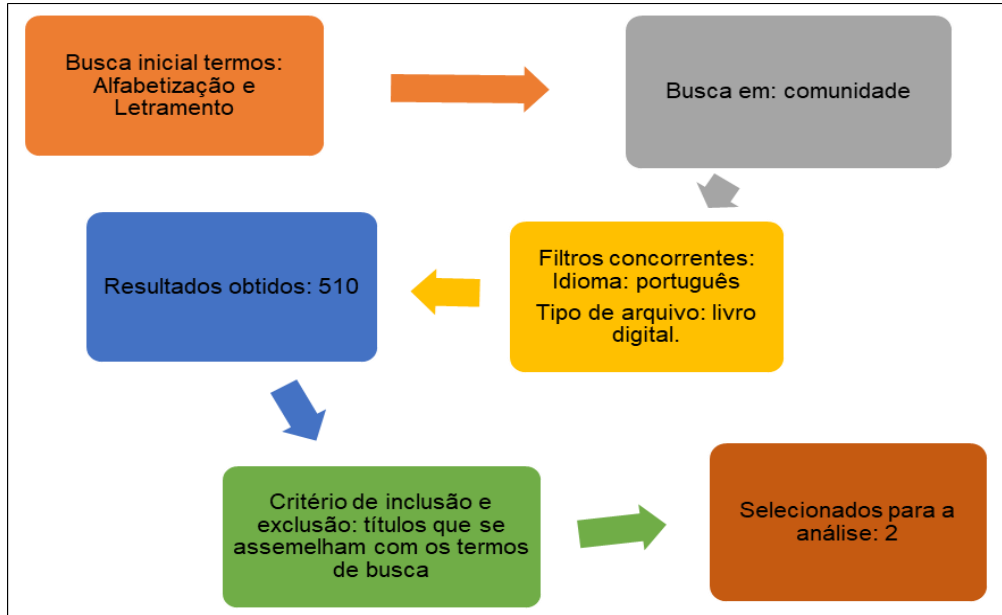 Busca inicial termos:
Alfabetização e
Letramento
Busca em: comunidade
Filtros concorrentes:
Idioma: português
Tipo de arquivo: livro
digital.
Resultados obtidos: 510
Critério de inclusão e
exclusão: títulos que se
assemelham com os termos
de busca
Selecionados para a
análise: 2